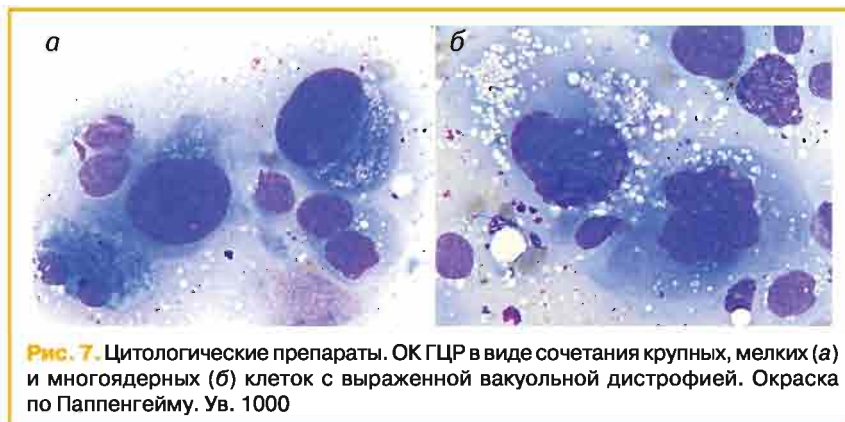 а
б
Рис. 7. Цитологические препараты. ОК ГЦР в виде сочетания крупных, мелких (а)
и многоядерных (б) клеток с выраженной вакуольной дистрофией. Окраска
по Паппенгейму. Ув. 1000